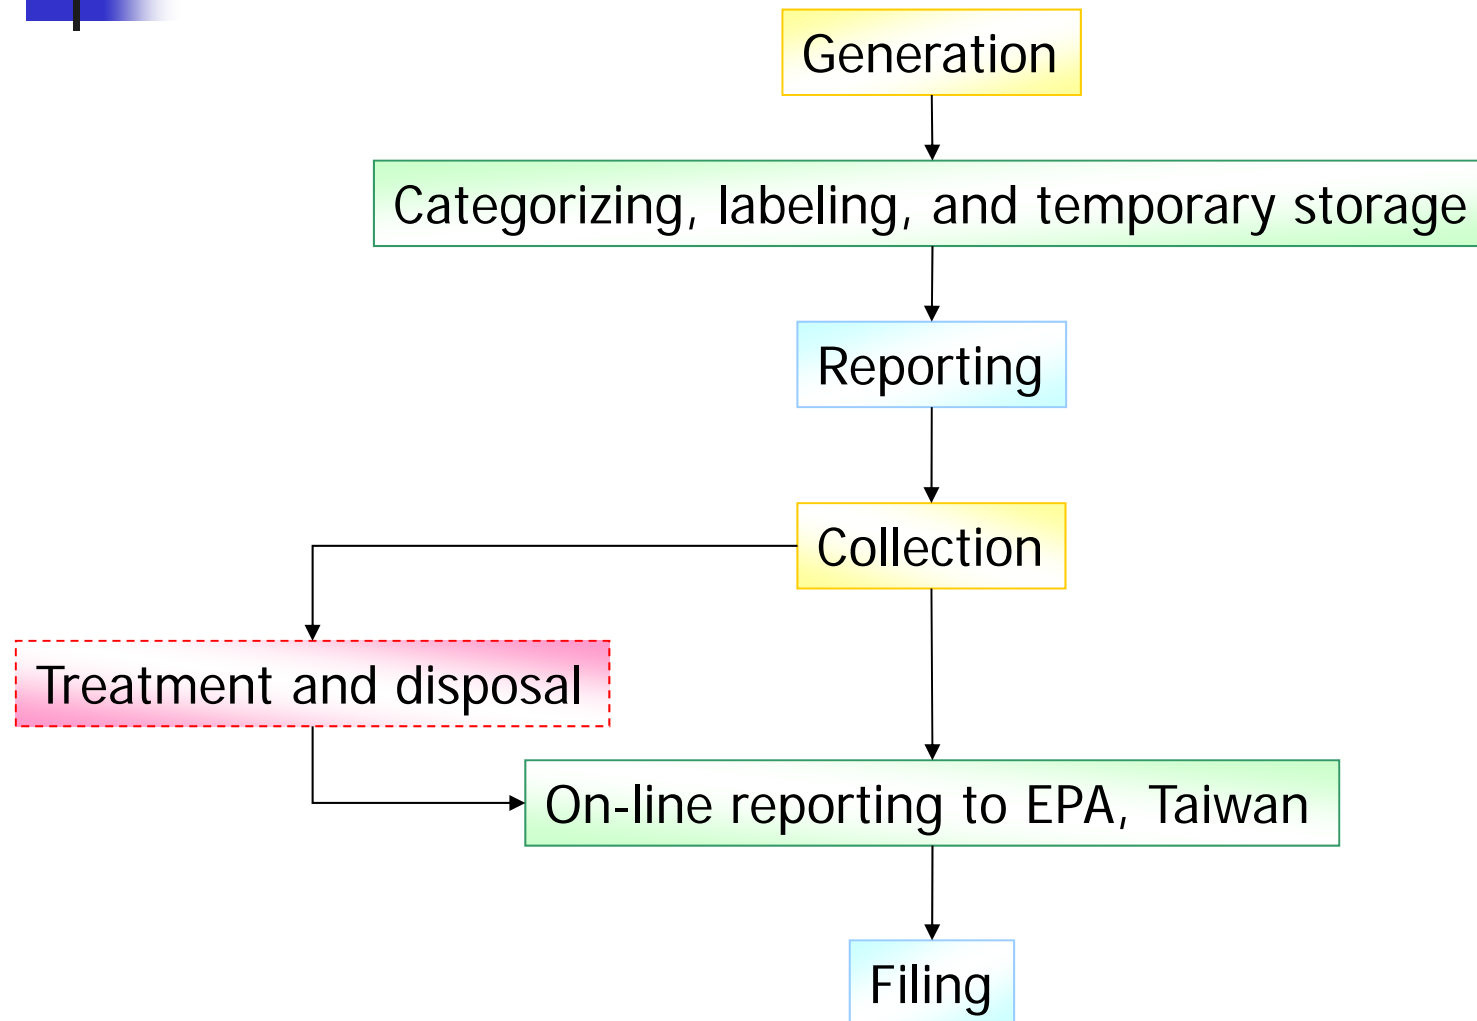 Generation
Categorizing, labeling, and temporary storage
Reporting
Collection
Treatment and disposal
On-line reporting to EPA, Taiwan
Filing